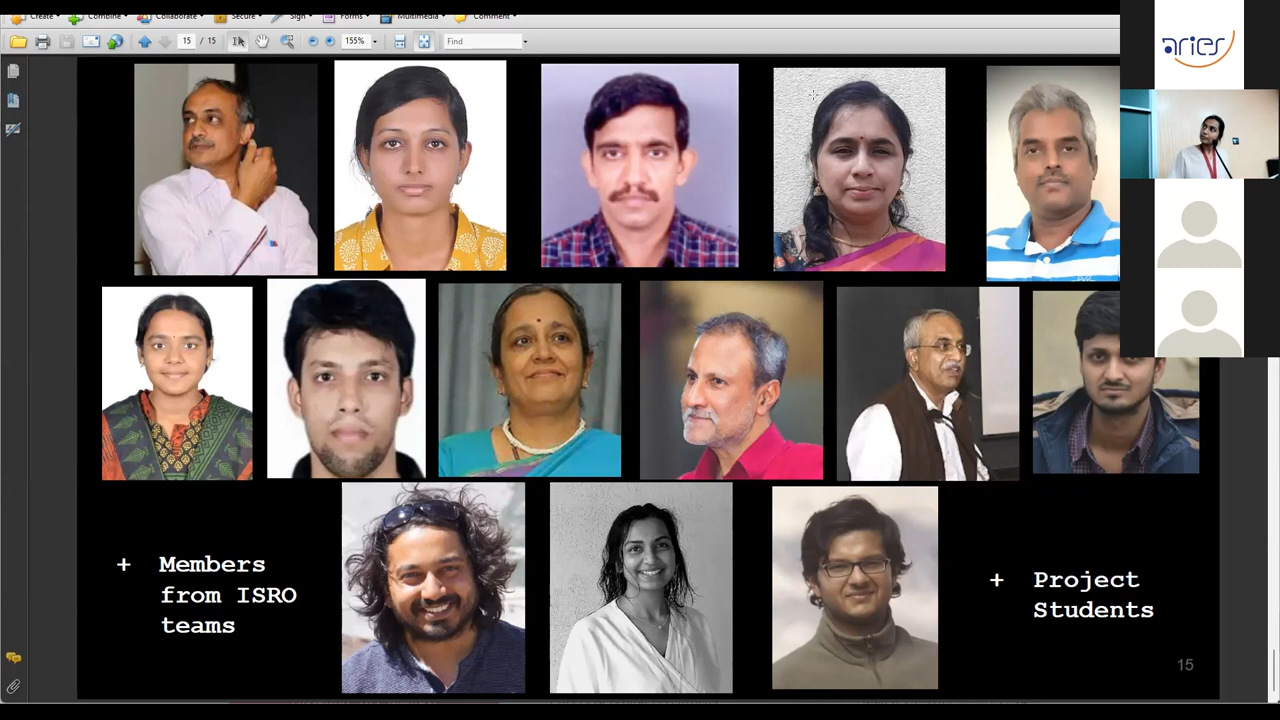 Create Combine Collaborate Secure Sign Forms Multimedia Comment
15 / 15 155% Find
aries
+ Members
from ISRO
teams
+ Project
Students
15